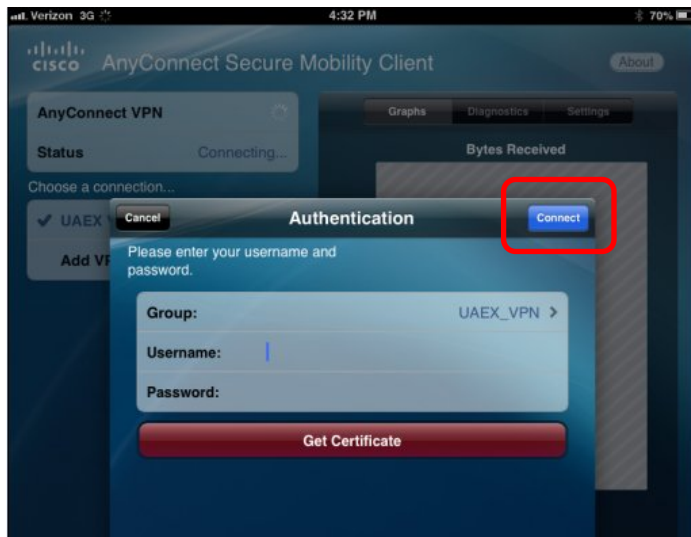 Verizon 3G 4:32 PM 70%
CISCO AnyConnect Secure Mobility Client About
AnyConnect VPN
Status Connecting...
Graphs Diagnostics Settings
Bytes Received
Choose a connection...
UAEX
Add
Cancel Authentication Connect
Please enter your username and
password.
Group: UAEX_VPN
Username:
Password:
Get Certificate